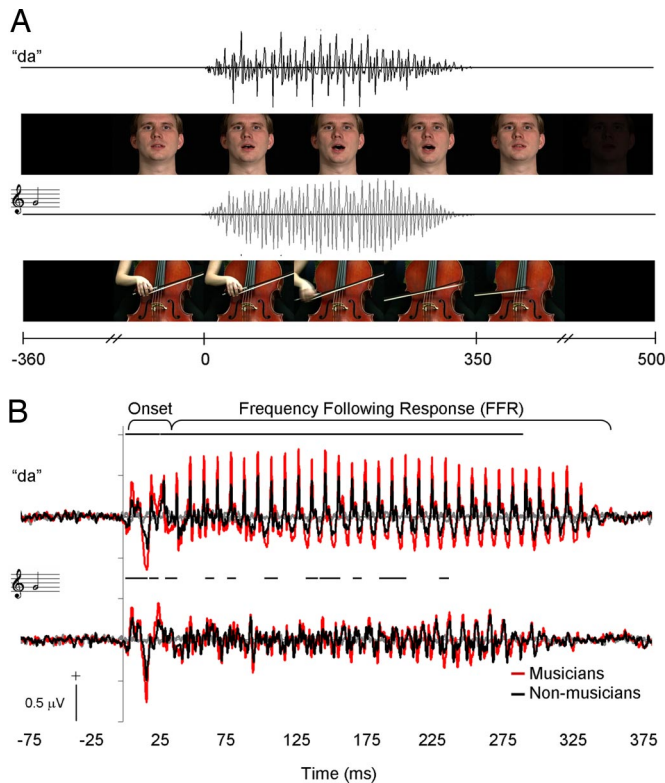 A
“da”
-360 0 350 500
B
Onset Frequency Following Response (FFR)
“da”
+
0.5 μV
Musicians
Non-musicians
-75 -25 25 75 125 175 225 275 325 375
Time (ms)